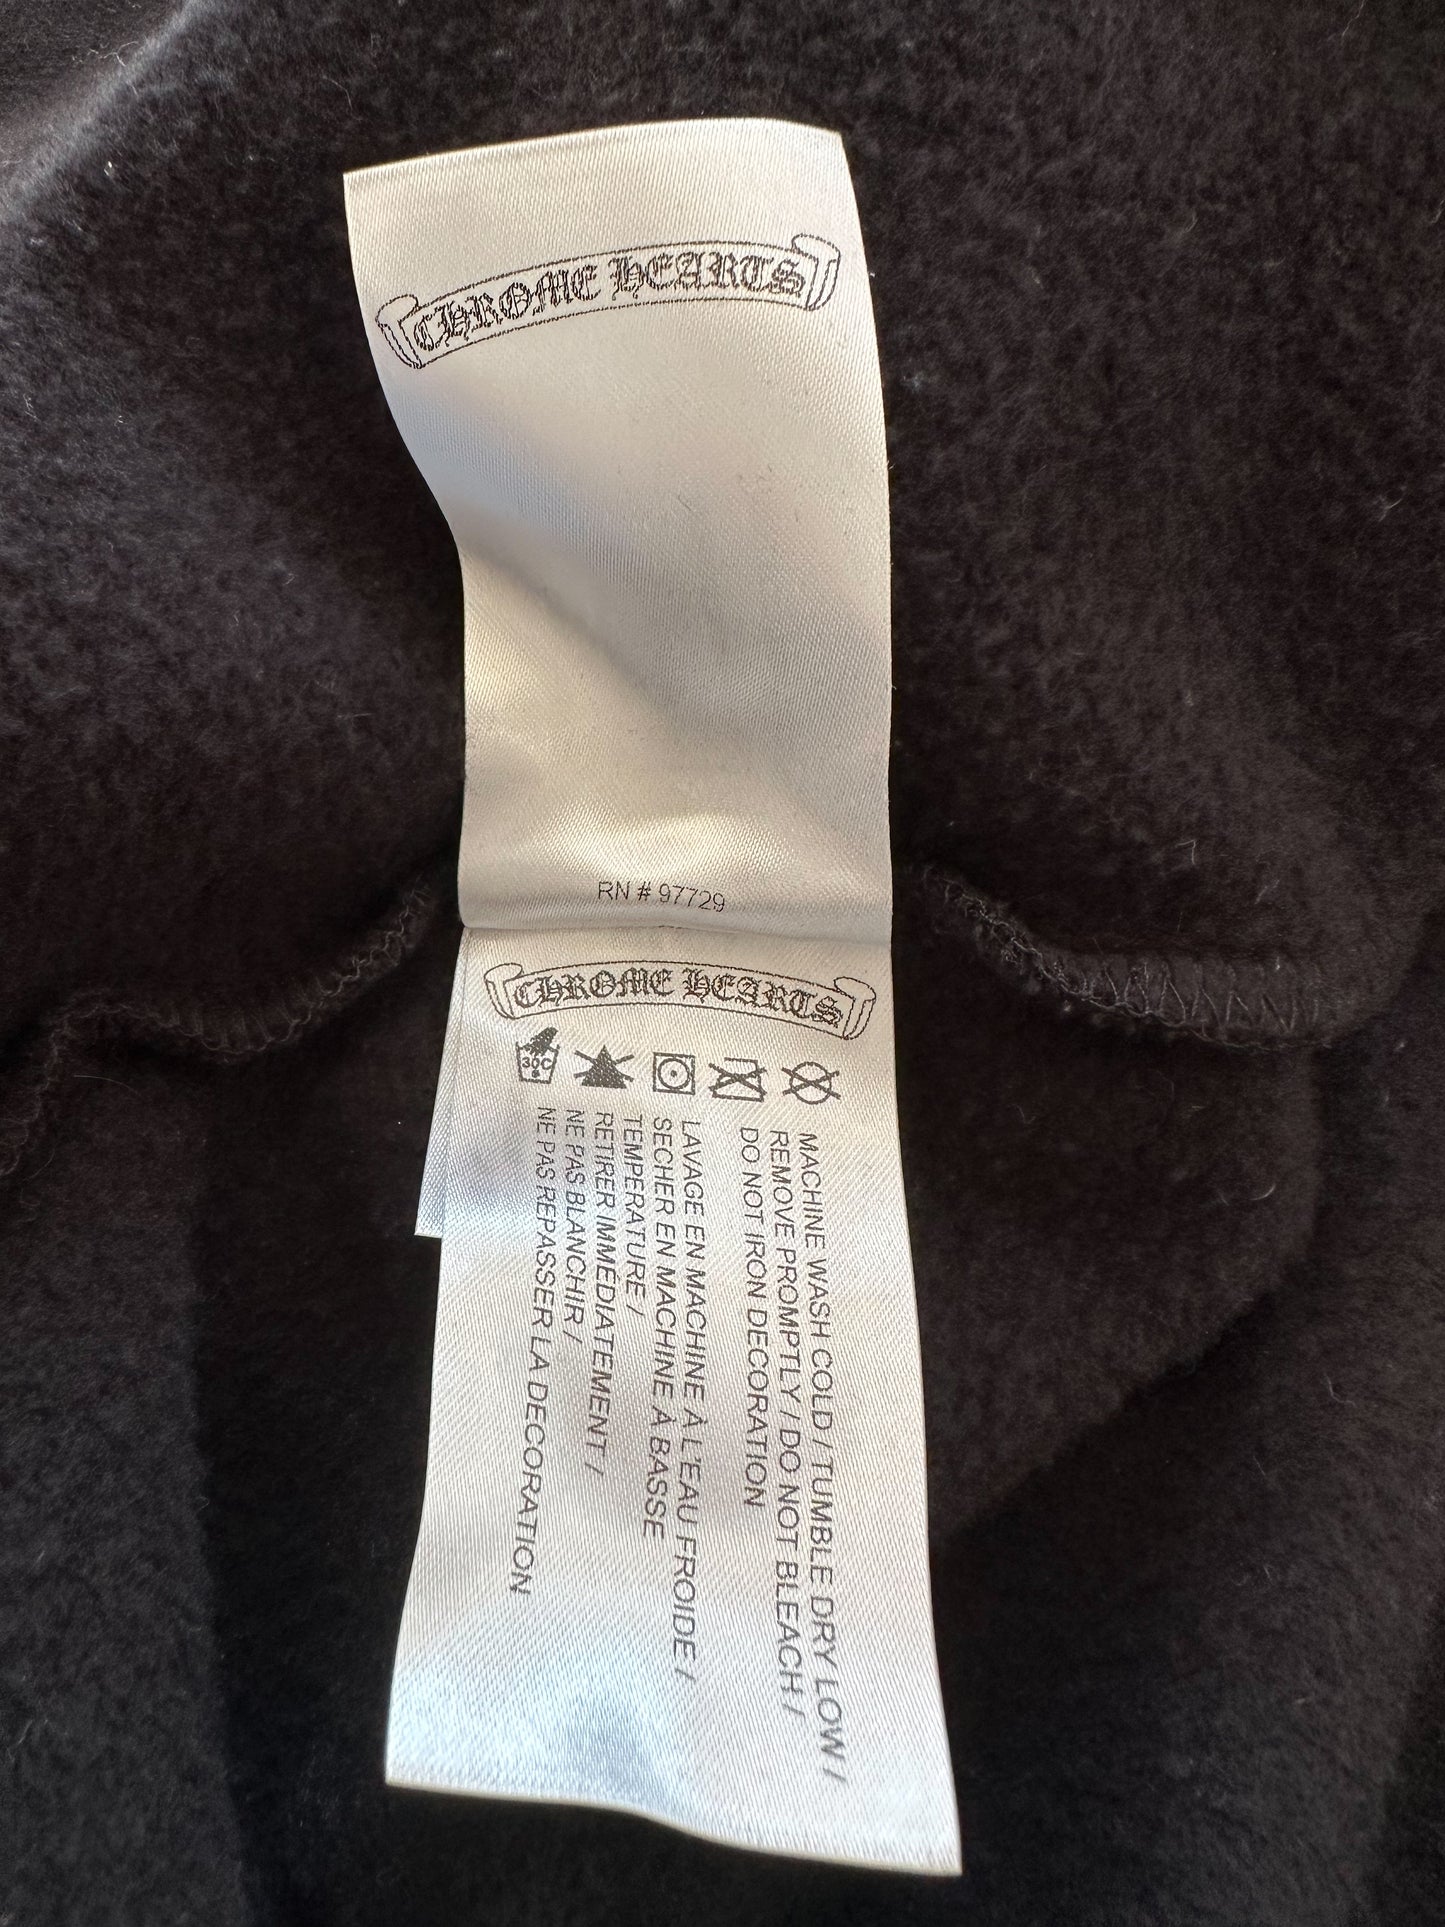 CHROME HEARTS
RN # 97729
CHROME HEARTS
30C
MACHINE WASH COLD / TUMBLE DRY LOW /
REMOVE PROMPTLY / DO NOT BLEACH /
DO NOT IRON DECORATION
LAVAGE EN MACHINE À L'EAU FROIDE /
SECHER EN MACHINE À BASSE
TEMPERATURE /
RETIRER IMMÉDIATEMENT /
NE PAS BLANCHIR /
NE PAS REPASSER LA DECORATION